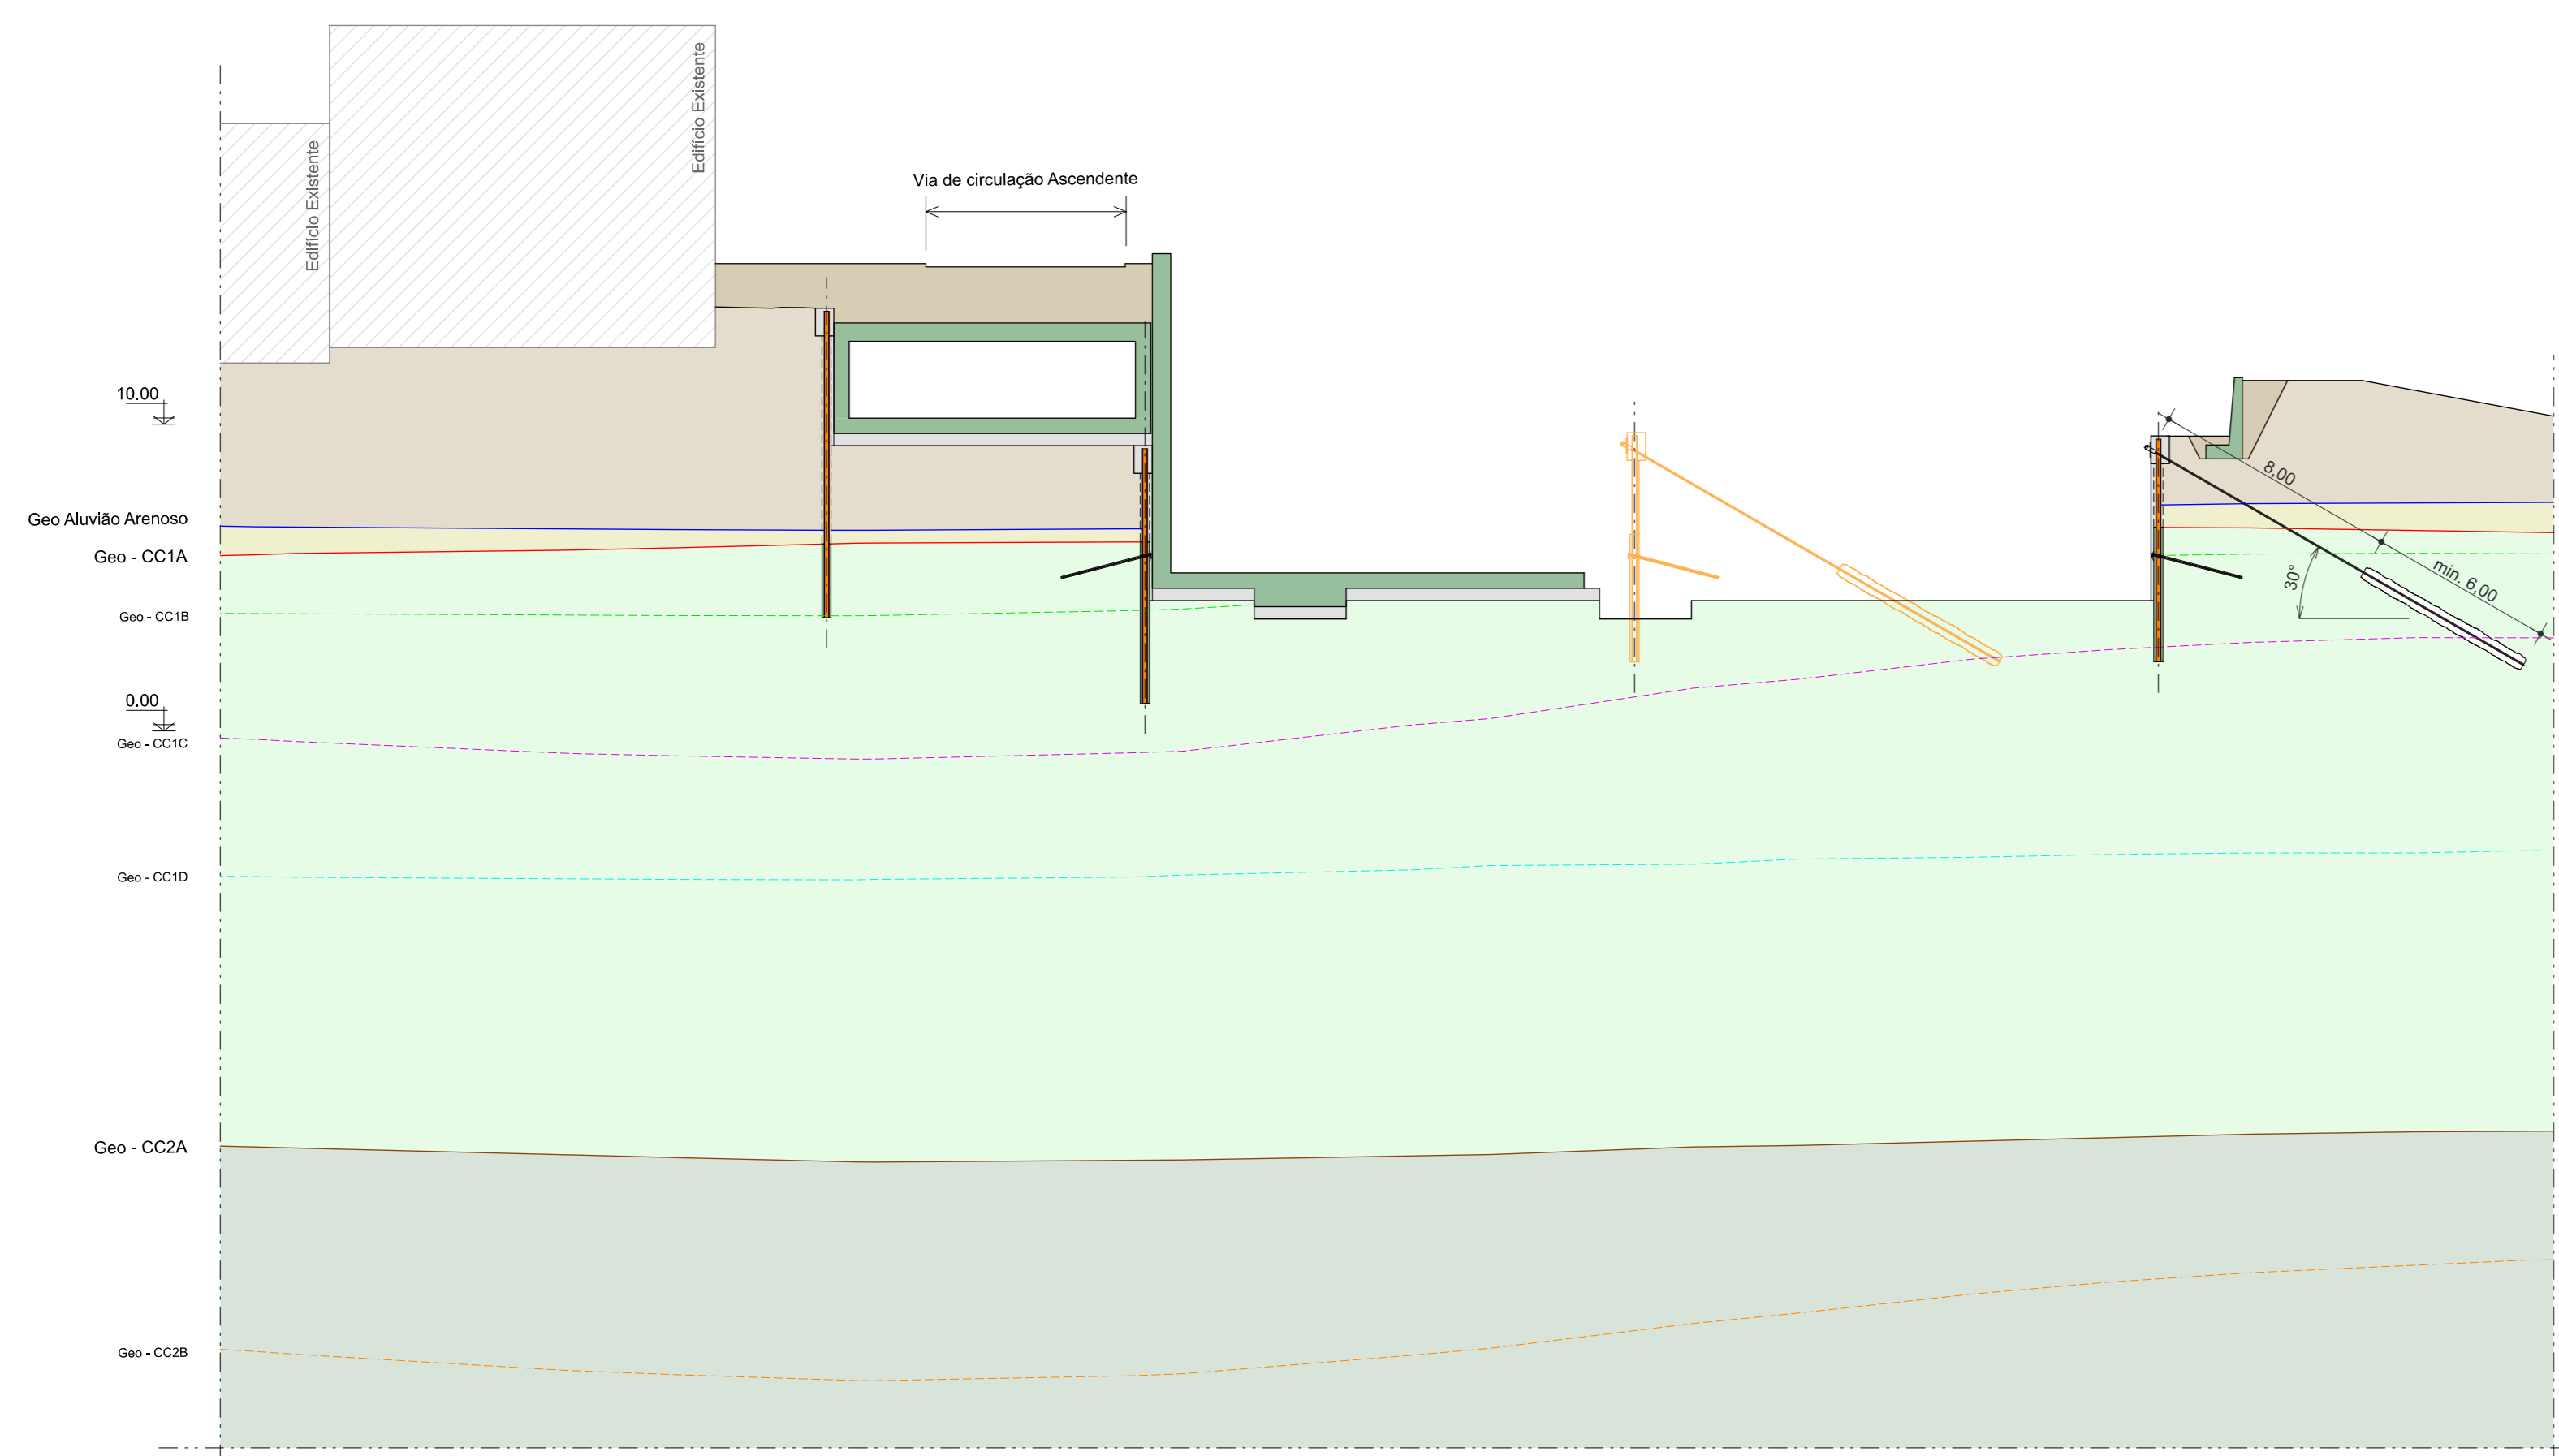 Edifício Existente
Edifício Existente
Via de circulação Ascendente
10.00
8,00
Geo Aluvião Arenoso
Geo - CC1A
30°
min. 6,00
Geo - CC1B
0.00
Geo - CC1C
Geo - CC1D
Geo - CC2A
Geo - CC2B